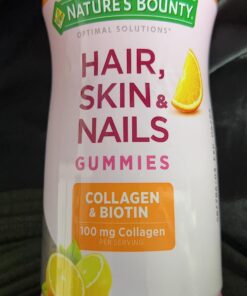 NATURE'S BOUNTY
OPTIMAL SOLUTIONS®
HAIR,
SKIN &
NAILS
GUMMIES
COLLAGEN
& BIOTIN
100 mg Collagen
PER SERVING